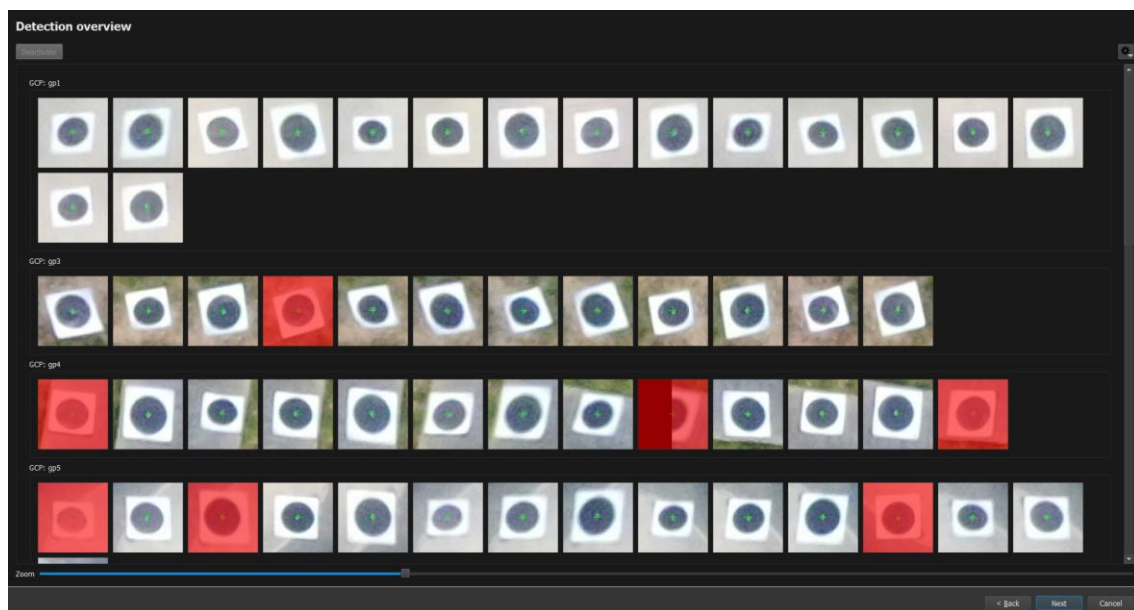 Detection overview
Deactivate
GCP: gp1
GCP: gp3
GCP: gp4
GCP: gp5
Zoom
< Back Next Cancel